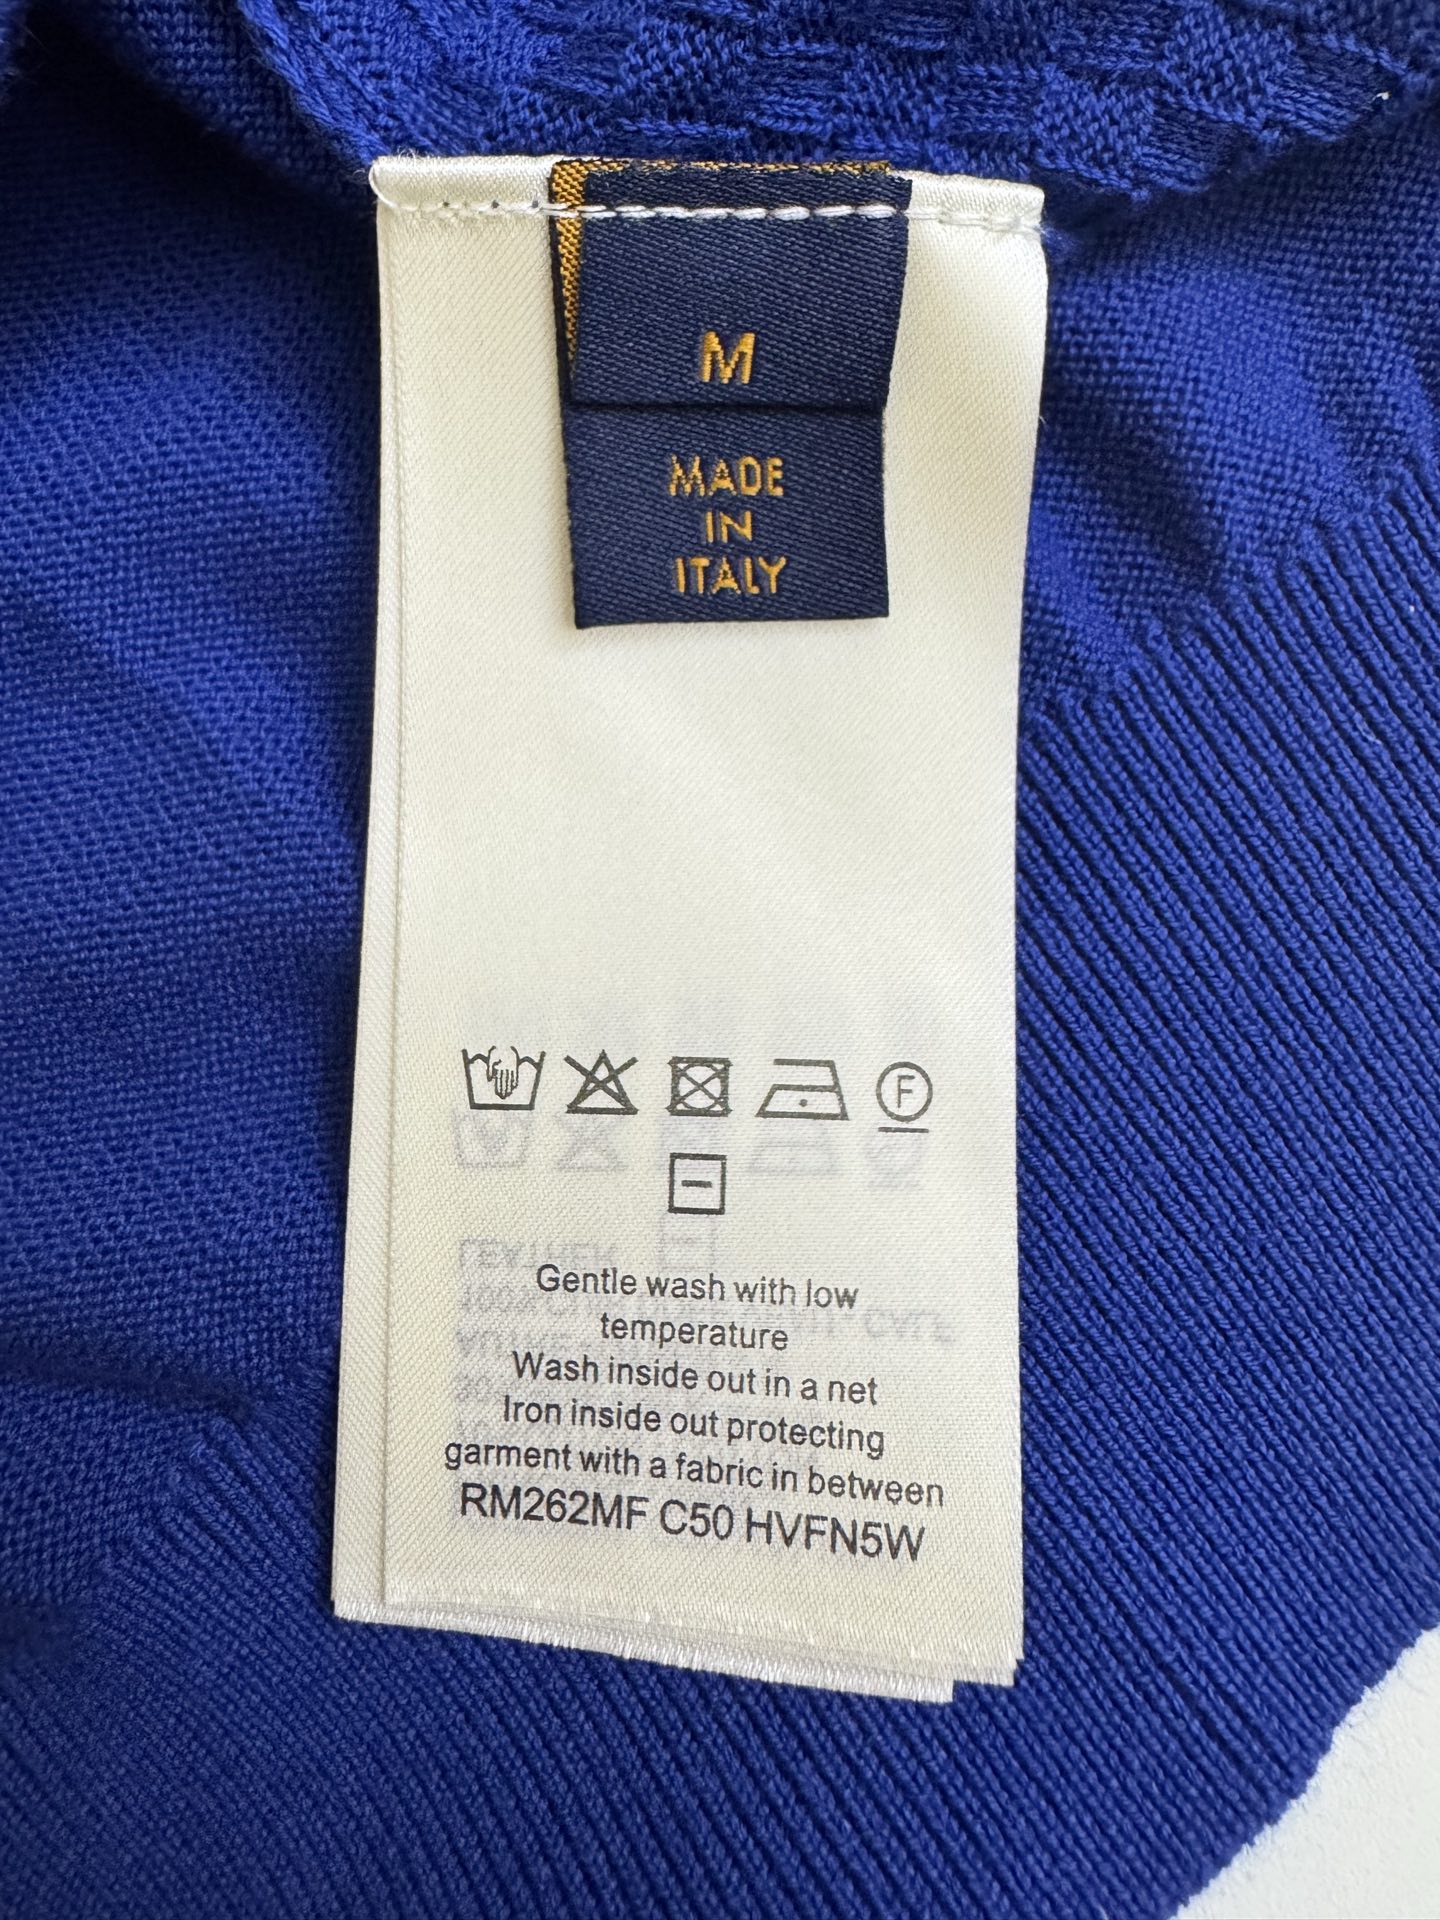 M
MADE
IN
ITALY
F
Gentle wash with low
temperature
Wash inside out in a net
Iron inside out protecting
garment with a fabric in between
RM262MF C50 HVFN5W
LEATHER